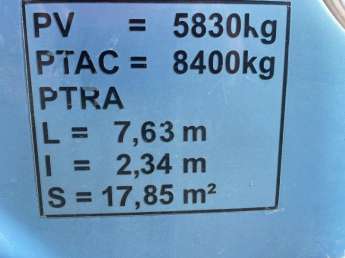 PV = 5830kg
PTAC = 8400kg
PTRA
L = 7,63 m
l = 2,34 m
S = 17,85 m²